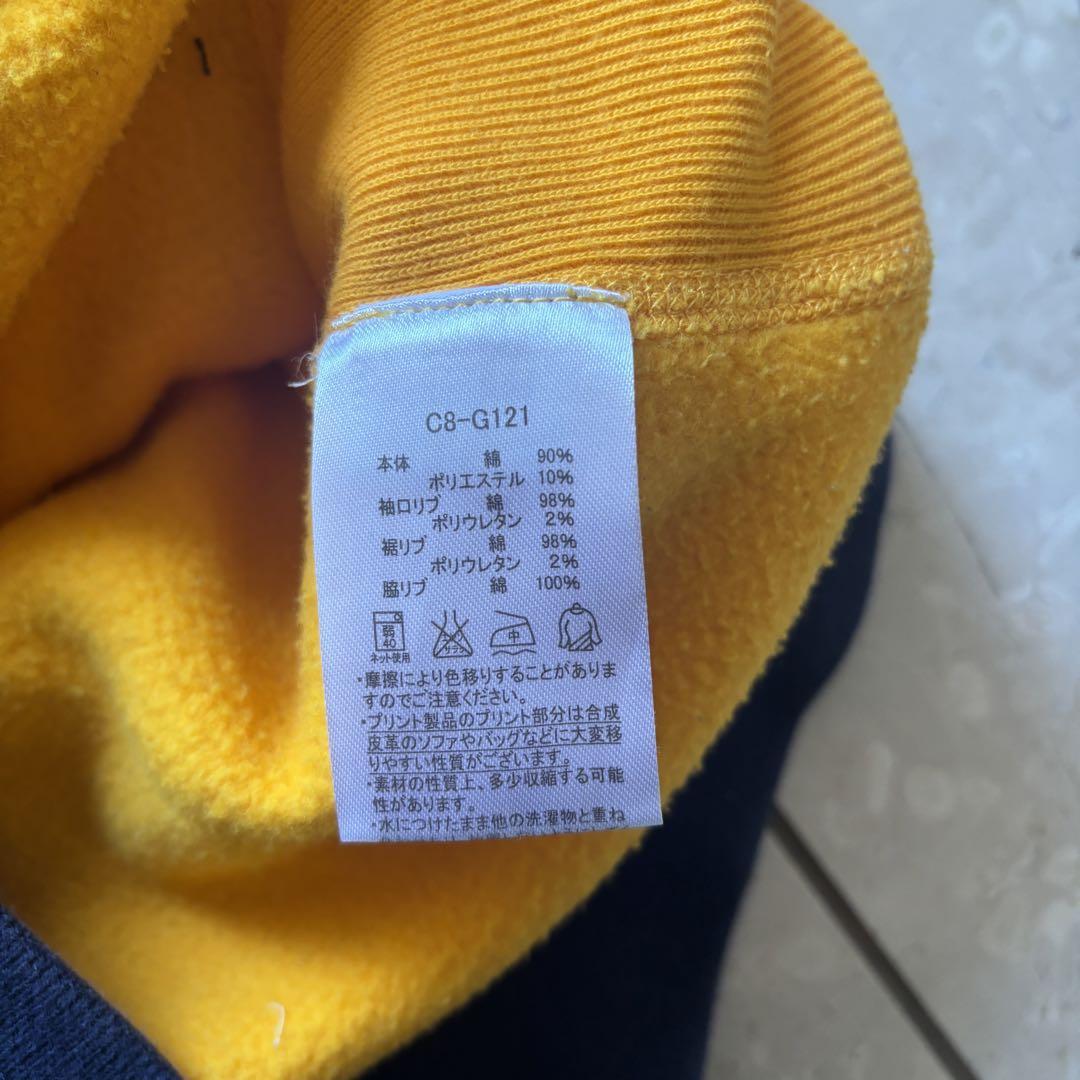 C8-G121
本体 綿 90%
ポリエステル 10%
袖口リブ 綿 98%
ポリウレタン 2%
裾リブ 綿 98%
ポリウレタン 2%
脇リブ 綿 100%
弱
40
ネット使用
サラシ
中
・摩擦により色移りすることがありま
すのでご注意ください。
・プリント製品のプリント部分は合成
皮革のソファやバッグなどに大変移
りやすい性質がございます。
・素材の性質上、多少収縮する可能
性があります。
・水につけたまま他の洗濯物と重ね